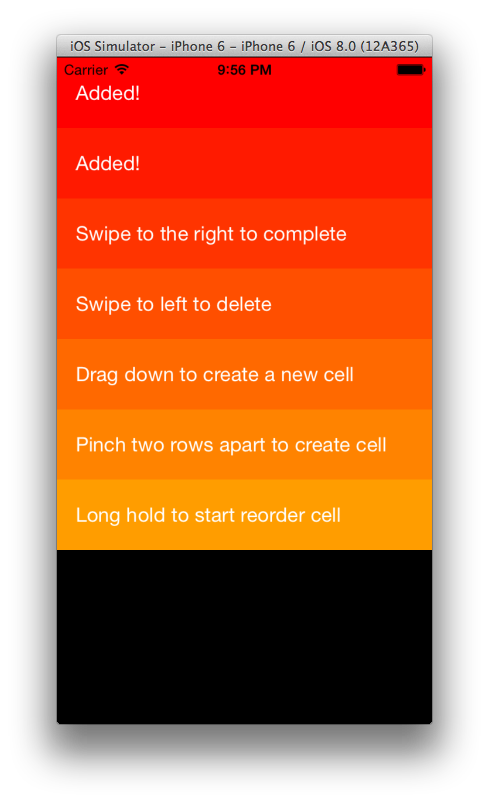 iOS Simulator – iPhone 6 – iPhone 6 / iOS 8.0 (12A365)
Carrier 9:56 PM
Added!
Added!
Swipe to the right to complete
Swipe to left to delete
Drag down to create a new cell
Pinch two rows apart to create cell
Long hold to start reorder cell